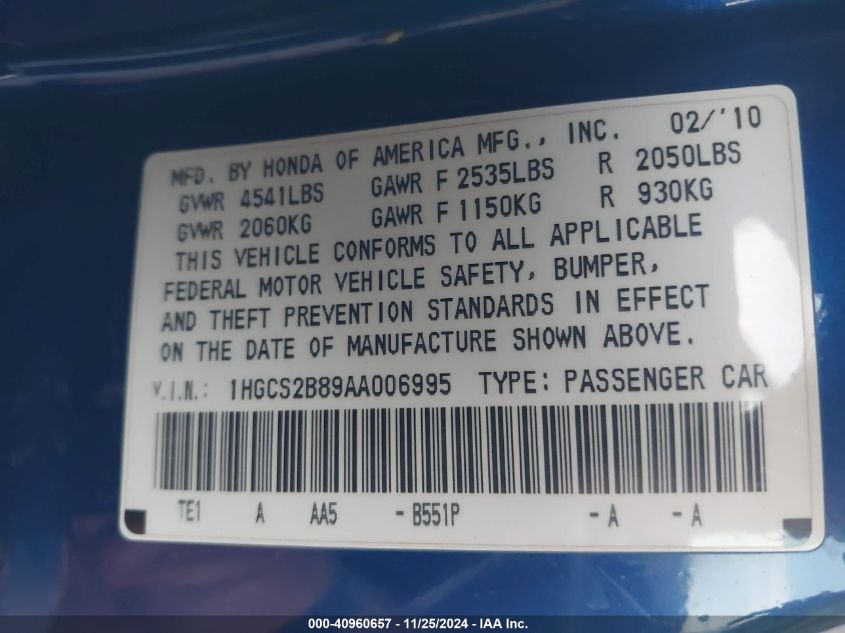 MFD. BY HONDA OF AMERICA MFG., INC. 02/'10
GVWR 4541LBS GAWR F 2535LBS R 2050LBS
GVWR 2060KG GAWR F 1150KG R 930KG
THIS VEHICLE CONFORMS TO ALL APPLICABLE
FEDERAL MOTOR VEHICLE SAFETY, BUMPER,
AND THEFT PREVENTION STANDARDS IN EFFECT
ON THE DATE OF MANUFACTURE SHOWN ABOVE.
V.I.N.: 1HGCS2B89AA006995 TYPE: PASSENGER CAR
TE1 A AA5 - B551P - A - A
000-40960657 - 11/25/2024 - IAA Inc.